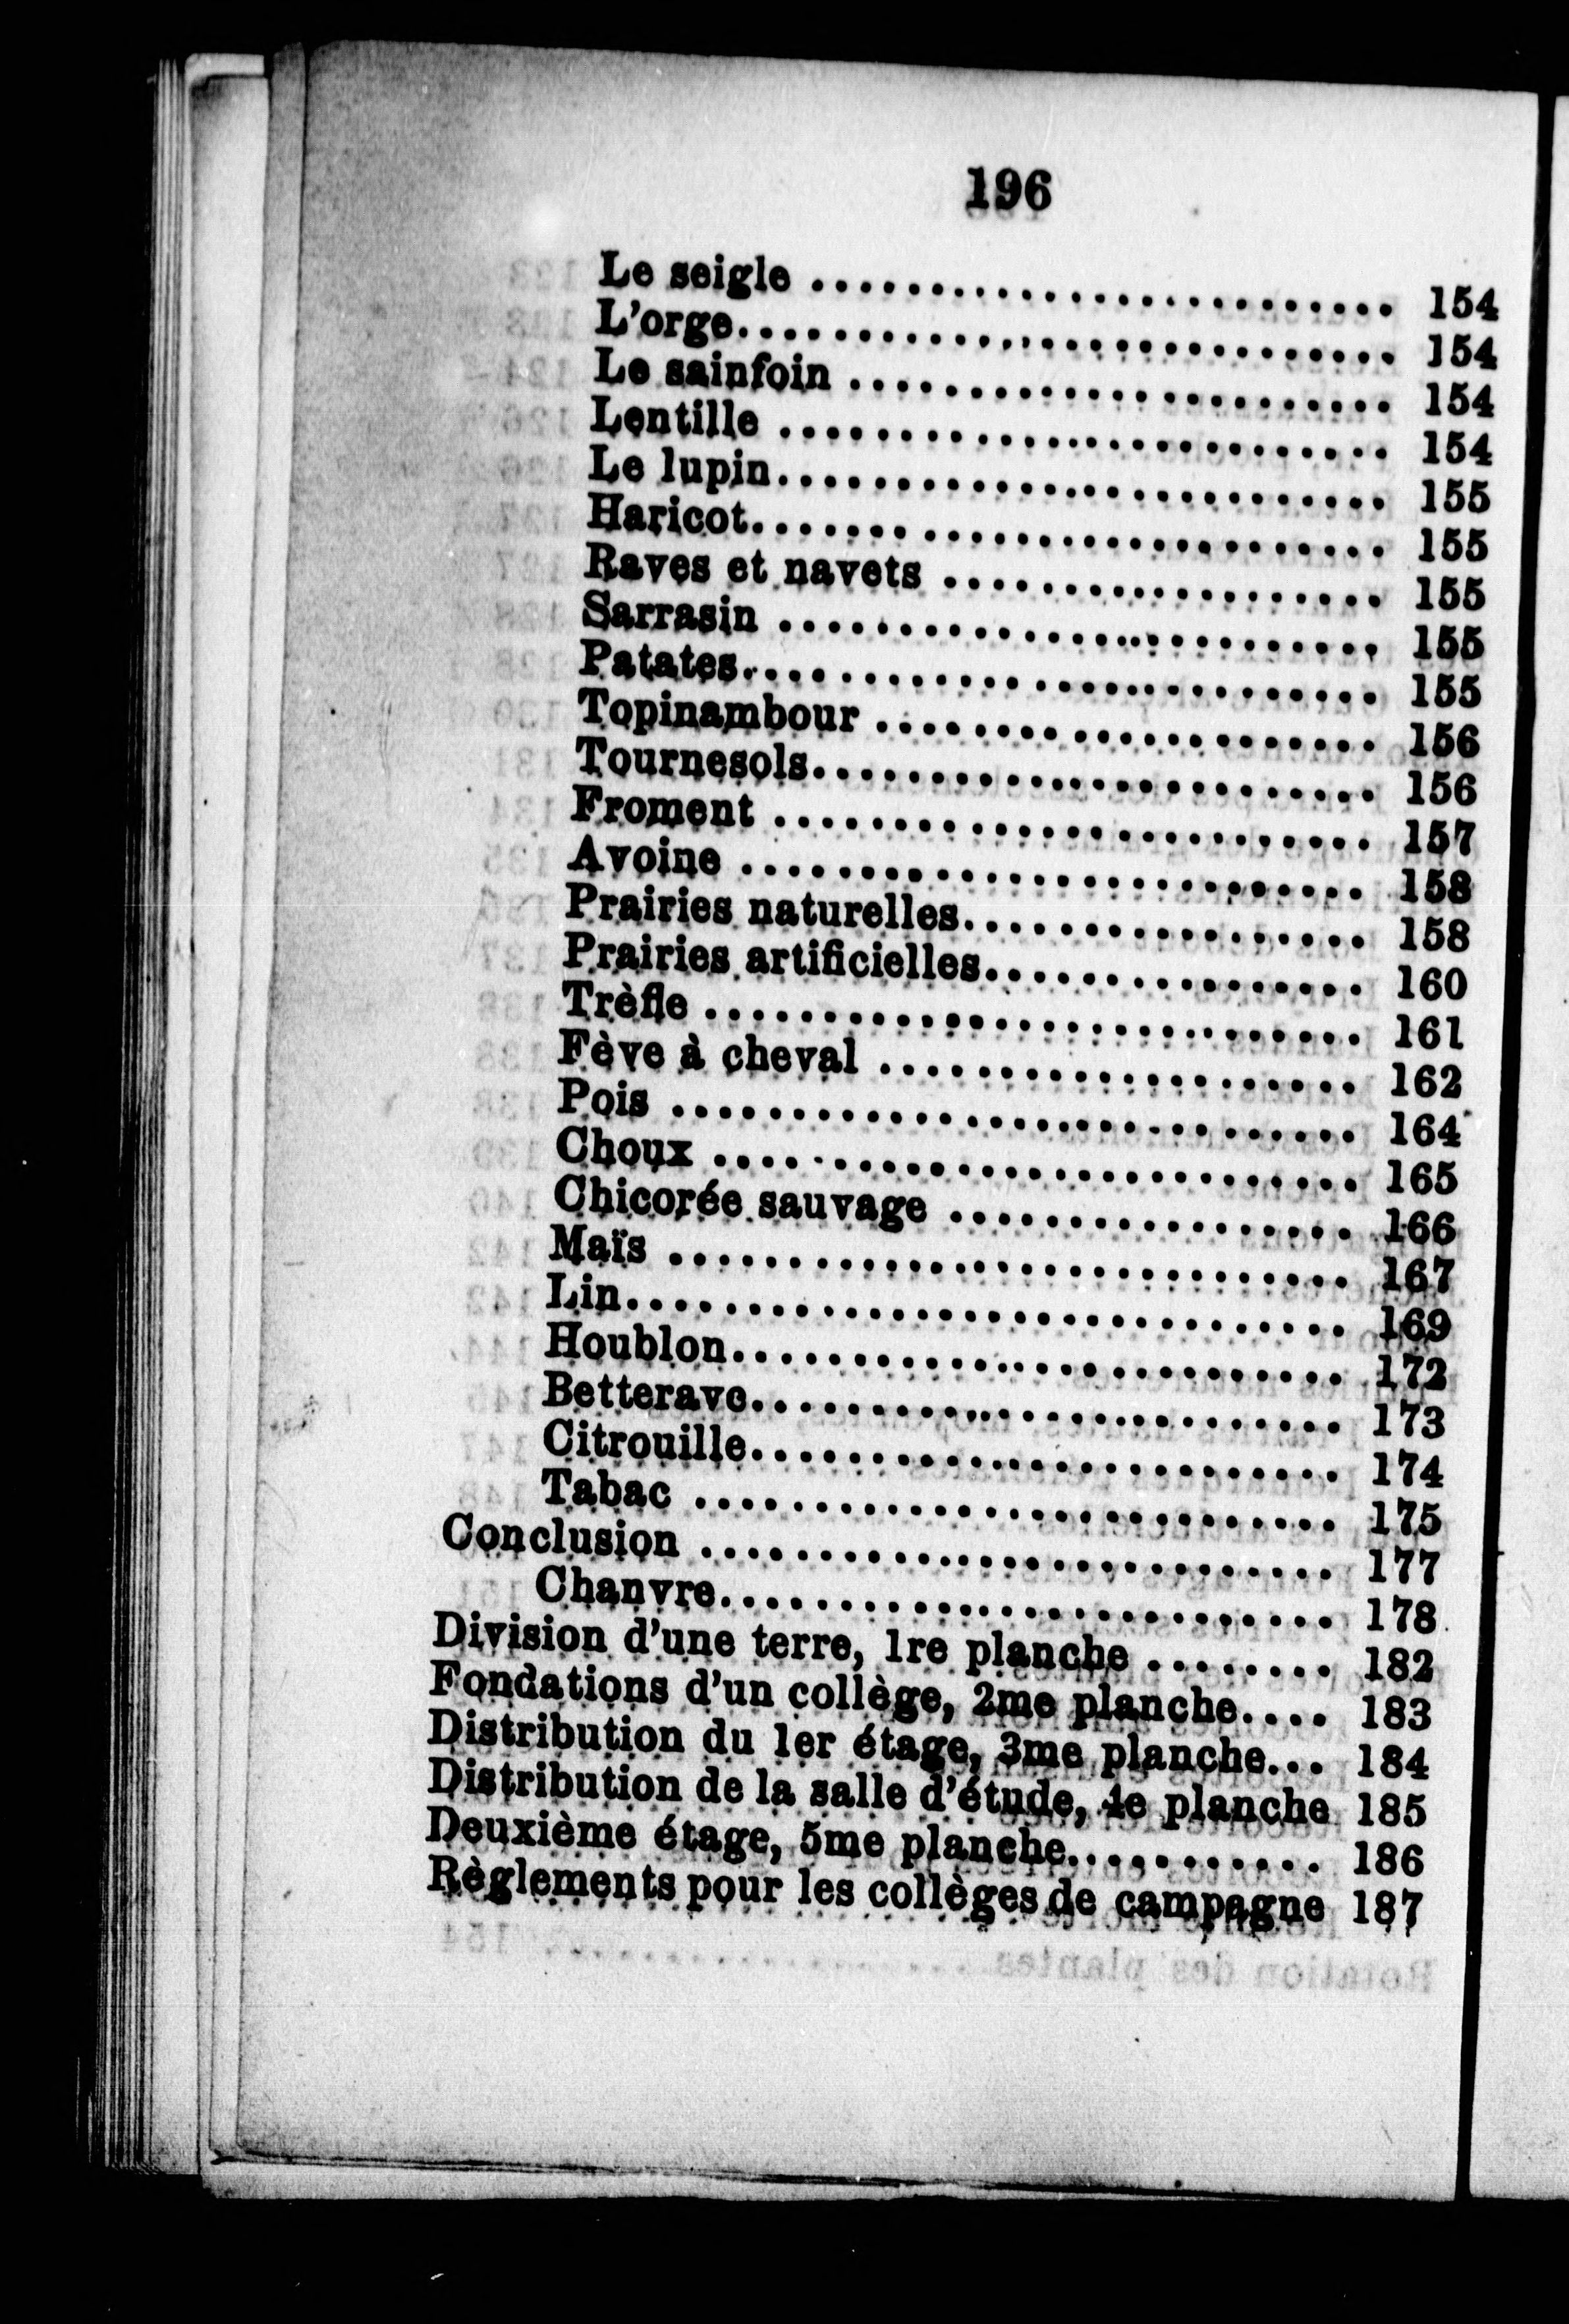 196
Le seigle ........................ 154
L'orge............................ 154
Le sainfoin ....................... 154
Lentille .......................... 154
Le lupin.......................... 155
Haricot........................... 155
Raves et navets ................... 155
Sarrasin .......................... 155
Patates........................... 155
Topinambour ..................... 156
Tournesols........................ 156
Froment ......................... 157
Avoine ........................... 158
Prairies naturelles................. 158
Prairies artificielles................ 160
Trèfle ............................ 161
Fève à cheval .................... 162
Pois ............................. 164
Choux ........................... 165
Chicorée sauvage ................. 166
Maïs ............................. 167
Lin.............................. 169
Houblon.......................... 172
Betterave......................... 173
Citrouille......................... 174
Tabac ........................... 175
Conclusion ........................... 177
Chanvre.......................... 178
Division d'une terre, 1re planche ........ 182
Fondations d'un collège, 2me planche.... 183
Distribution du 1er étage, 3me planche... 184
Distribution de la salle d'étude, 4e planche 185
Deuxième étage, 5me planche........... 186
Règlements pour les collèges de campagne 187